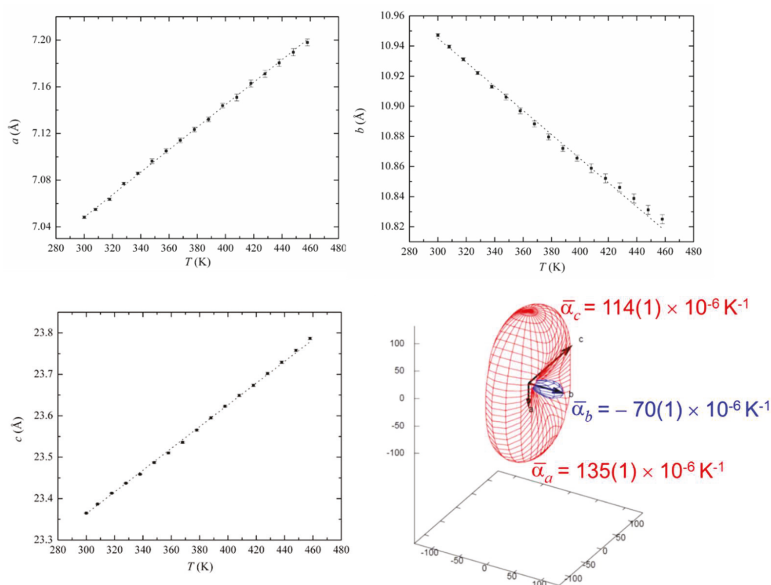 7.20
7.16
7.12
7.08
7.04
a (Å)
280 300 320 340 360 380 400 420 440 460 480
T (K)
10.96
10.94
10.92
10.90
10.88
10.86
10.84
10.82
b (Å)
280 300 320 340 360 380 400 420 440 460 480
T (K)
23.8
23.7
23.6
23.5
23.4
23.3
c (Å)
280 300 320 340 360 380 400 420 440 460 480
T (K)
α̅c = 114(1) × 10⁻⁶ K⁻¹
c
b
α̅b = – 70(1) × 10⁻⁶ K⁻¹
α̅a = 135(1) × 10⁻⁶ K⁻¹
100
50
0
-50
-100
-100 -50 0 50 100
-100 -50 0 50 100